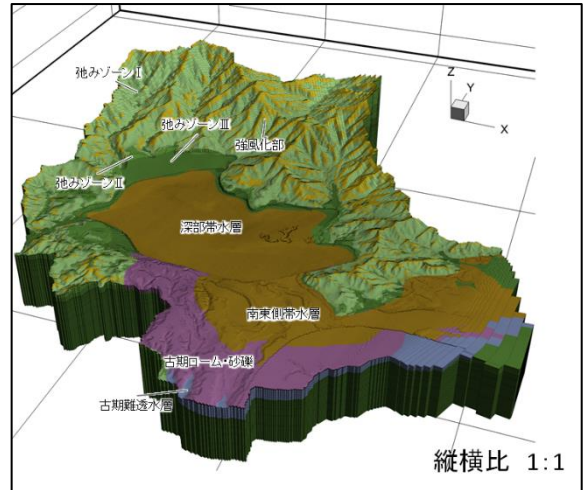 弛みゾーンⅠ
弛みゾーンⅢ
強風化部
弛みゾーンⅡ
深部帯水層
南東側帯水層
古期ローム・砂礫
古期難透水層
Z
Y
X
縦横比 1:1